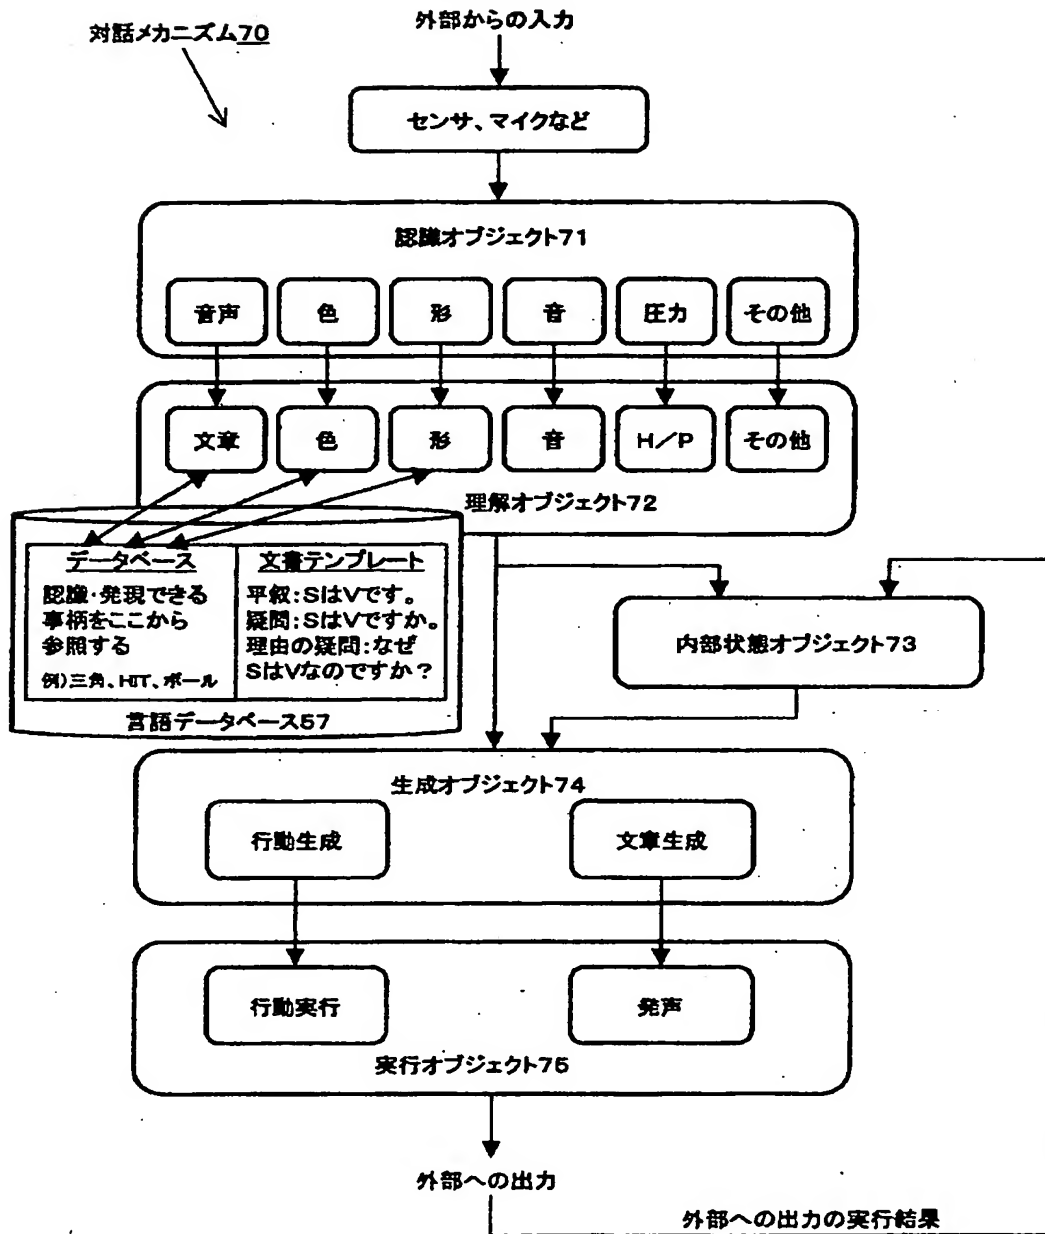 外部からの入力
対話メカニズム70
センサ、マイクなど
認識オブジェクト71
音声 色 形 音 圧力 その他
文章 色 形 音 H/P その他
理解オブジェクト72
データベース
認識・発現できる
事柄をここから
参照する
例)三角、HIT、ボール
文書テンプレート
平叙:SはVです。
疑問:SはVですか。
理由の疑問:なぜ
SはVなのですか?
言語データベース57
内部状態オブジェクト73
生成オブジェクト74
行動生成 文章生成
行動実行 発声
実行オブジェクト75
外部への出力
外部への出力の実行結果